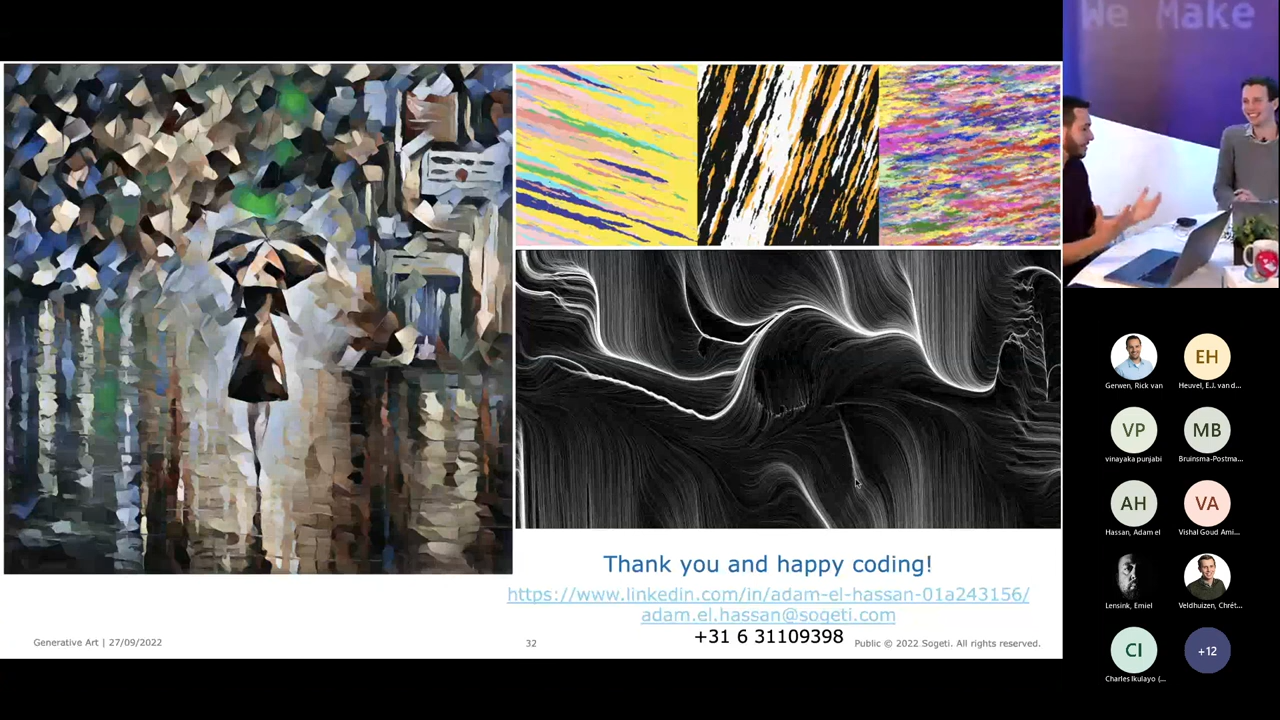 We Make
Thank you and happy coding!
https://www.linkedin.com/in/adam-el-hassan-01a243156/
adam.el.hassan@sogeti.com
+31 6 31109398
Generative Art | 27/09/2022
32
Public © 2022 Sogeti. All rights reserved.
Gerwen, Rick van
EH
Heuvel, E.J. van d...
VP
vinayaka punjabi
MB
Bruinsma-Postma...
AH
Hassan, Adam el
VA
Vishal Goud Ami...
Lensink, Emiel
Veldhuizen, Chrét...
CI
Charles Ikulayo (...
+12